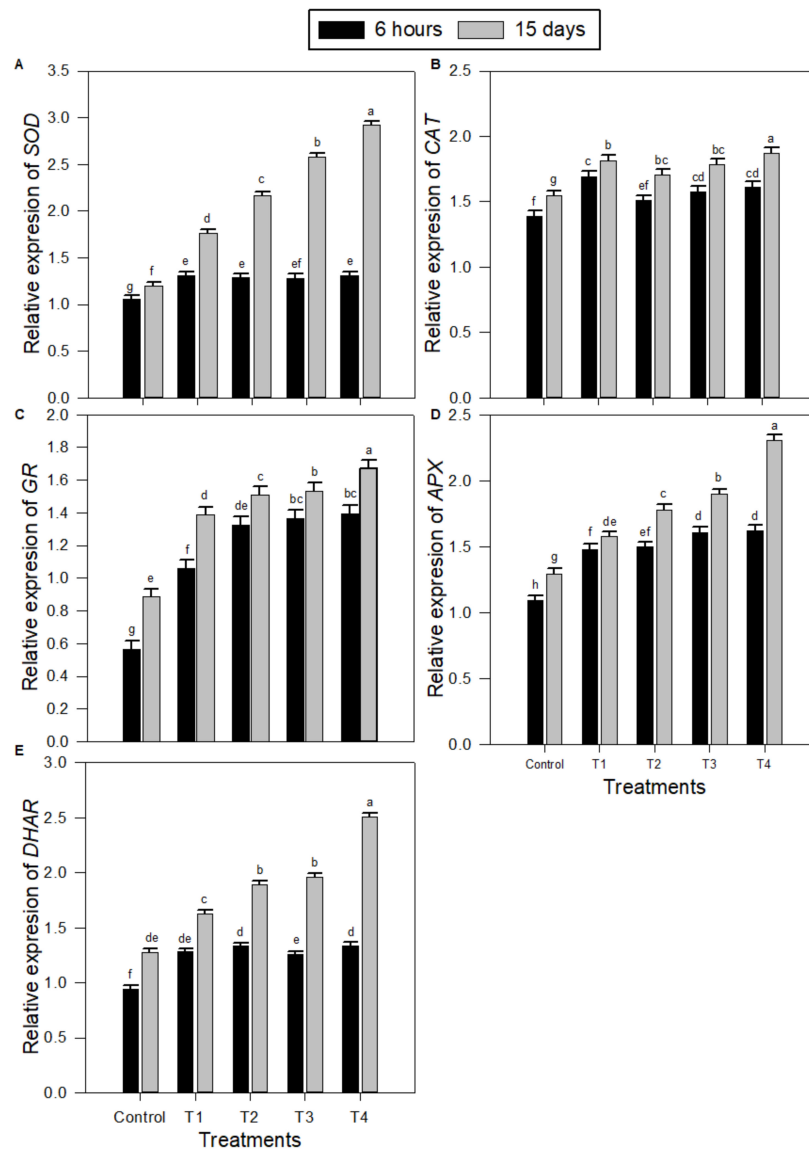 6 hours 15 days
A
3.5
3.0
2.5
2.0
1.5
1.0
0.5
0.0
Relative expresion of SOD
g f e d e c ef b e a
B
2.5
2.0
1.5
1.0
0.5
0.0
Relative expresion of CAT
f g c b ef bc cd bc cd a
C
2.0
1.8
1.6
1.4
1.2
1.0
0.8
0.6
0.4
0.2
0.0
Relative expresion of GR
g e f d de c bc b bc a
D
2.5
2.0
1.5
1.0
0.5
0.0
Relative expresion of APX
h g f de ef c d b d a
Control T1 T2 T3 T4
Treatments
E
3.0
2.5
2.0
1.5
1.0
0.5
0.0
Relative expresion of DHAR
f de de c d b e b d a
Control T1 T2 T3 T4
Treatments